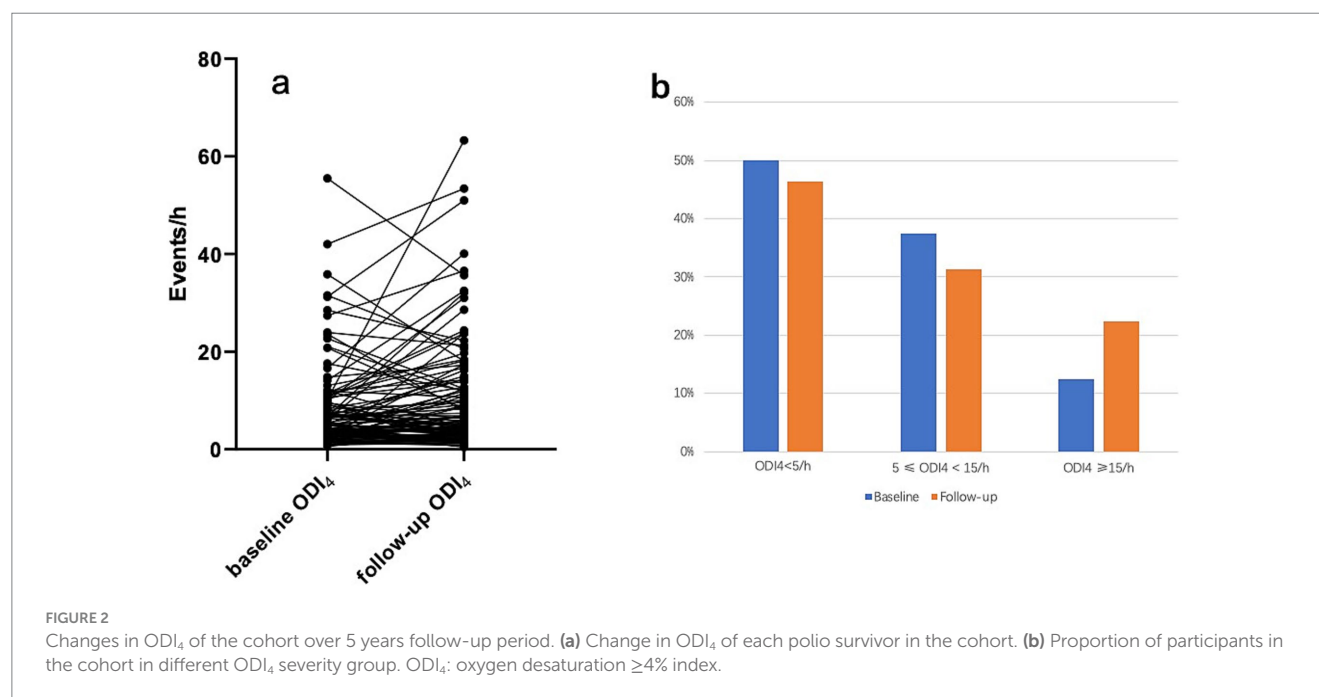 a
80
60
40
20
0
Events/h
baseline ODI₄
follow-up ODI₄
b
60%
50%
40%
30%
20%
10%
0%
ODI4<5/h
5 ≤ ODI4 < 15/h
ODI4 ≥15/h
Baseline
Follow-up
FIGURE 2
Changes in ODI₄ of the cohort over 5 years follow-up period. (a) Change in ODI₄ of each polio survivor in the cohort. (b) Proportion of participants in
the cohort in different ODI₄ severity group. ODI₄: oxygen desaturation ≥4% index.